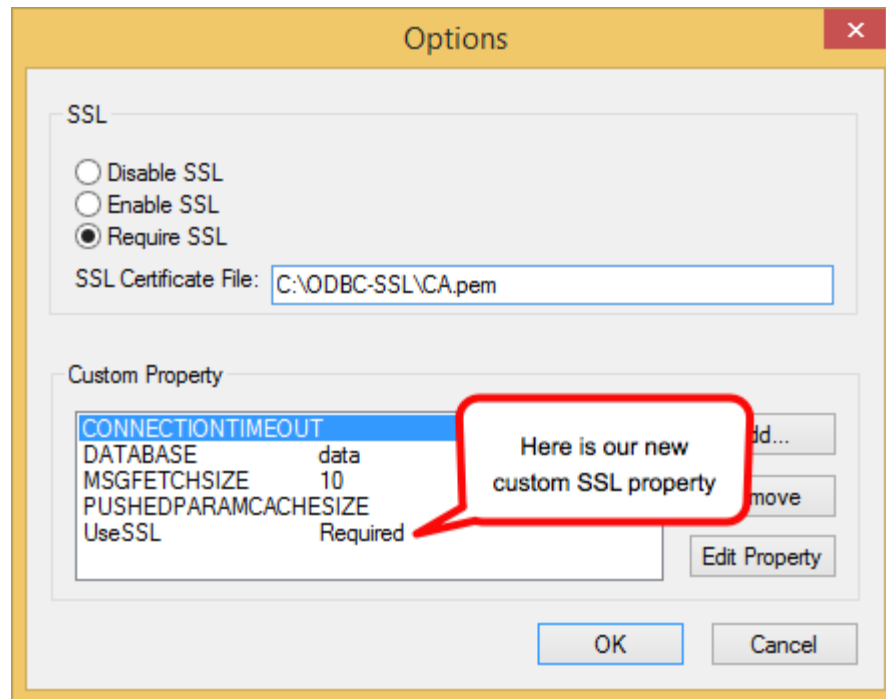 Options
SSL
Disable SSL
Enable SSL
Require SSL
SSL Certificate File: C:\ODBC-SSL\CA.pem
Custom Property
CONNECTIONTIMEOUT
DATABASE data
MSGFETCHSIZE 10
PUSHEDPARAMCACHESIZE
UseSSL Required
Here is our new
custom SSL property
Edit Property
OK Cancel